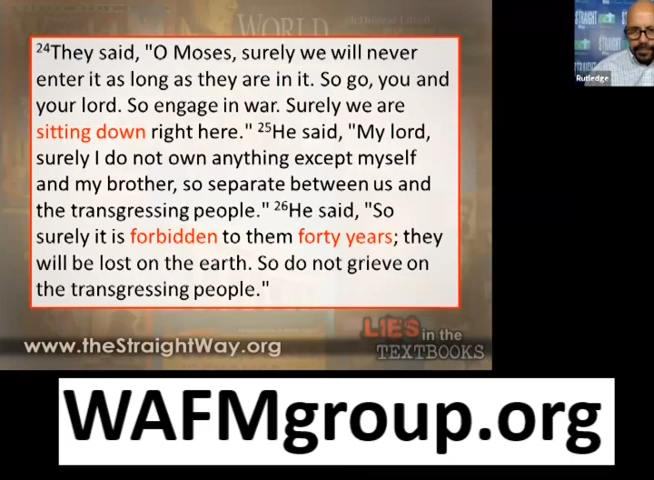 WORLD
²⁴They said, "O Moses, surely we will never
enter it as long as they are in it. So go, you and
your lord. So engage in war. Surely we are
sitting down right here." ²⁵He said, "My lord,
surely I do not own anything except myself
and my brother, so separate between us and
the transgressing people." ²⁶He said, "So
surely it is forbidden to them forty years; they
will be lost on the earth. So do not grieve on
the transgressing people."
www.theStraightWay.org
LIES in the
TEXTBOOKS
STRAIGHT
Rutledge
WAFMgroup.org